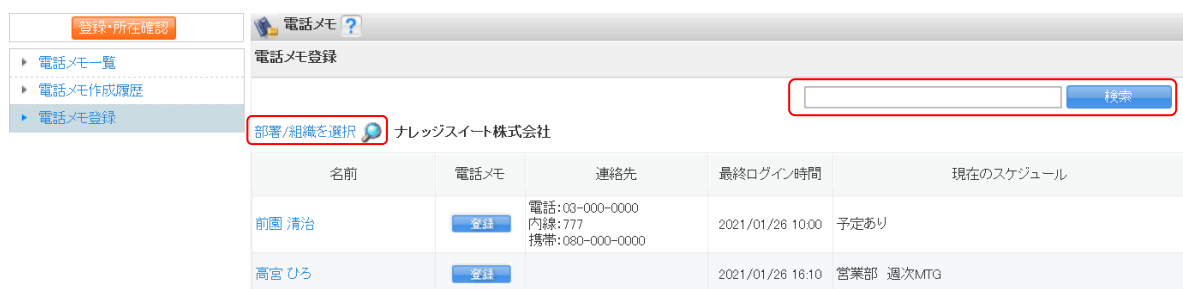 登録・所在確認
電話メモ ?
電話メモ一覧
電話メモ作成履歴
電話メモ登録
電話メモ登録
検索
部署/組織を選択 ナレッジスイート株式会社
名前 電話メモ 連絡先 最終ログイン時間 現在のスケジュール
前園 清治 登録 電話:03-000-0000 2021/01/26 10:00 予定あり
内線:777
携帯:080-000-0000
高宮 ひろ 登録 2021/01/26 16:10 営業部 週次MTG